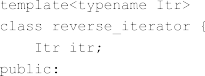 template<typename Itr>
class reverse_iterator {
    Itr itr;
public: